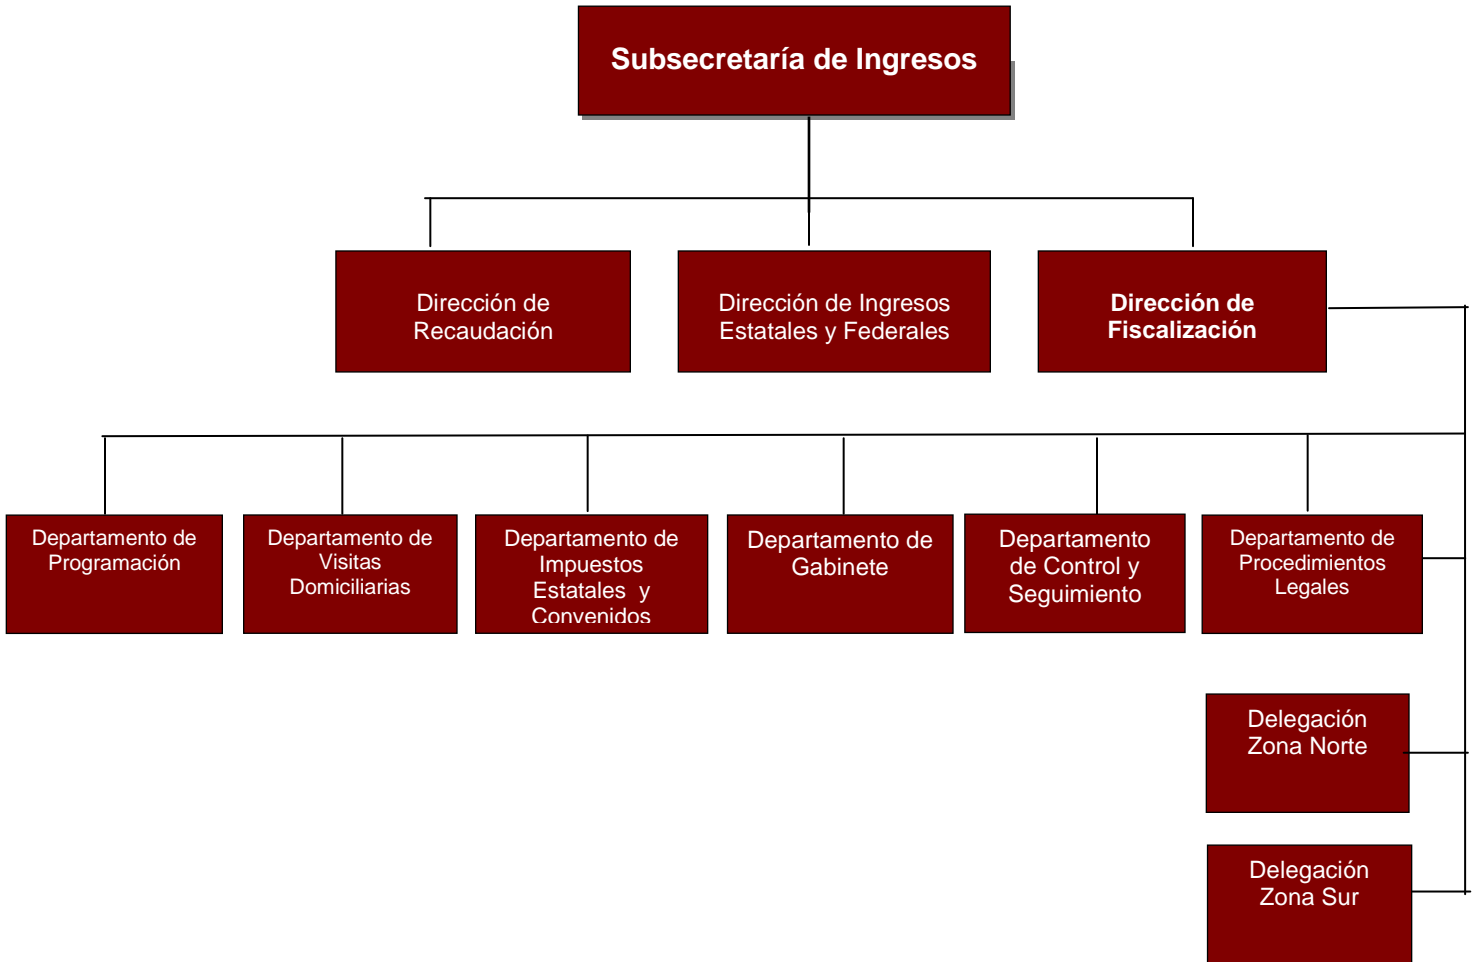 Subsecretaría de Ingresos
Dirección de
Recaudación
Dirección de Ingresos
Estatales y Federales
Dirección de
Fiscalización
Departamento de
Programación
Departamento de
Visitas
Domiciliarias
Departamento de
Impuestos
Estatales y
Convenidos
Departamento de
Gabinete
Departamento
de Control y
Seguimiento
Departamento de
Procedimientos
Legales
Delegación
Zona Norte
Delegación
Zona Sur